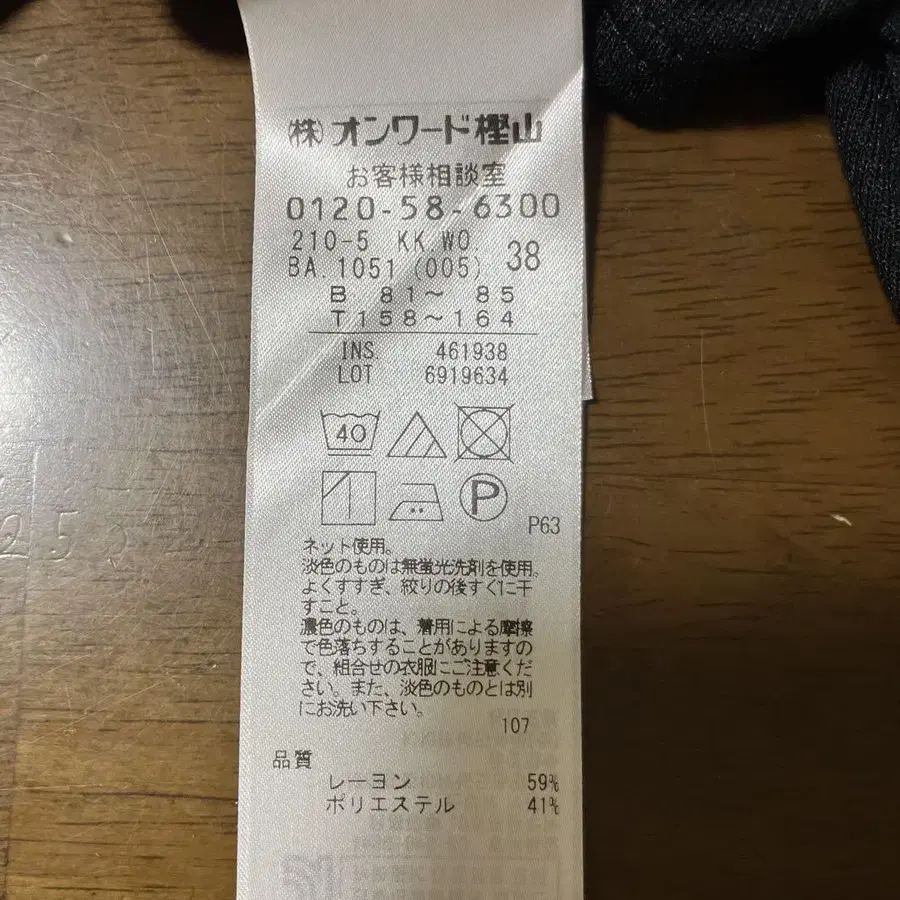 (株)オンワード樫山
お客様相談室
0120-58-6300
210-5 KK.WO. 38
BA.1051 (005)
B 81〜 85
T158〜164
INS. 461938
LOT 6919634
40
P
P63
ネット使用。
淡色のものは無蛍光洗剤を使用。
よくすすぎ、絞りの後すぐに干
すこと。
濃色のものは、着用による摩擦
で色落ちすることがありますの
で、組合せの衣服にご注意くだ
さい。また、淡色のものとは別
にお洗い下さい。
107
品質
レーヨン 59%
ポリエステル 41%